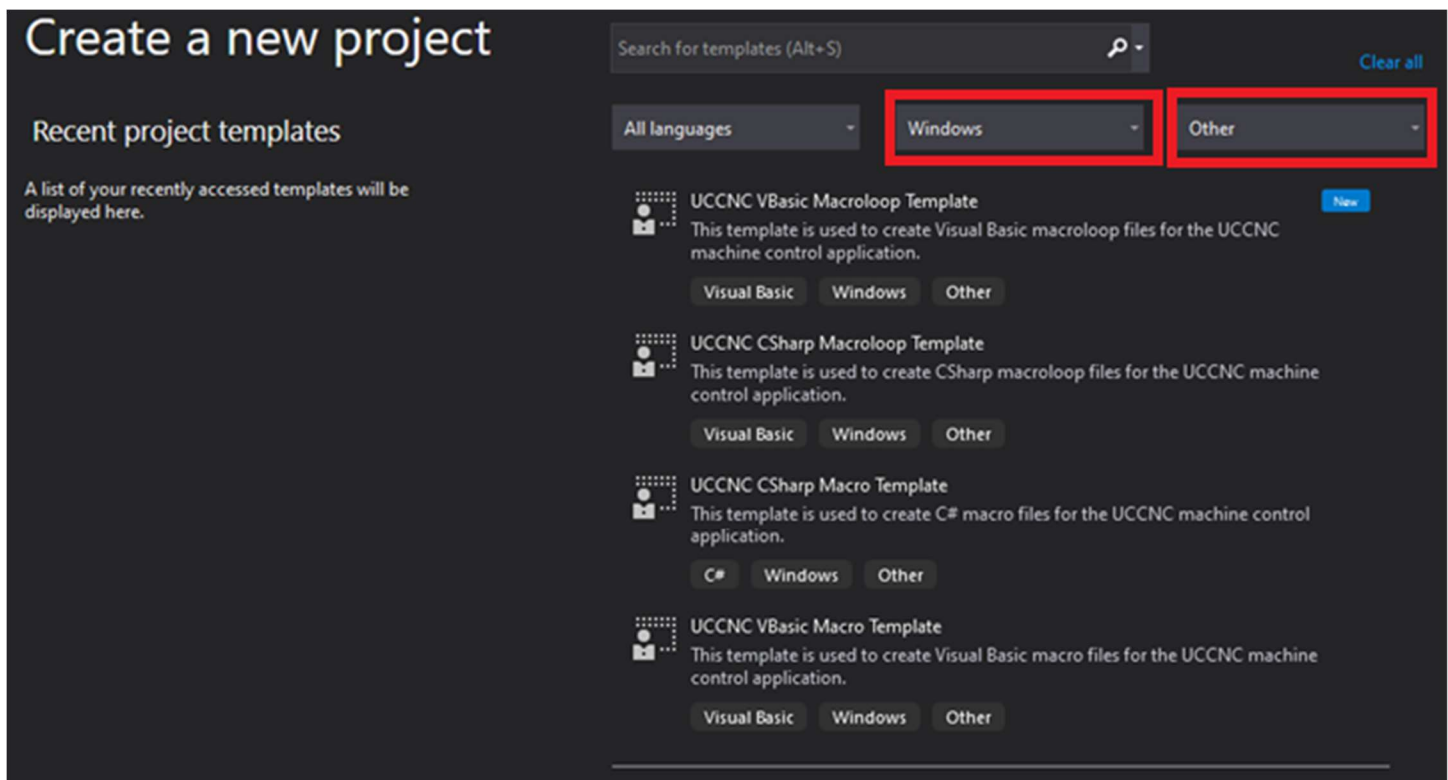 Create a new project
Search for templates (Alt+S)
Clear all
Recent project templates
All languages
Windows
Other
A list of your recently accessed templates will be
displayed here.
UCCNC VBasic Macroloop Template
New
This template is used to create Visual Basic macroloop files for the UCCNC
machine control application.
Visual Basic Windows Other
UCCNC CSharp Macroloop Template
This template is used to create CSharp macroloop files for the UCCNC machine
control application.
Visual Basic Windows Other
UCCNC CSharp Macro Template
This template is used to create C# macro files for the UCCNC machine control
application.
C# Windows Other
UCCNC VBasic Macro Template
This template is used to create Visual Basic macro files for the UCCNC machine
control application.
Visual Basic Windows Other